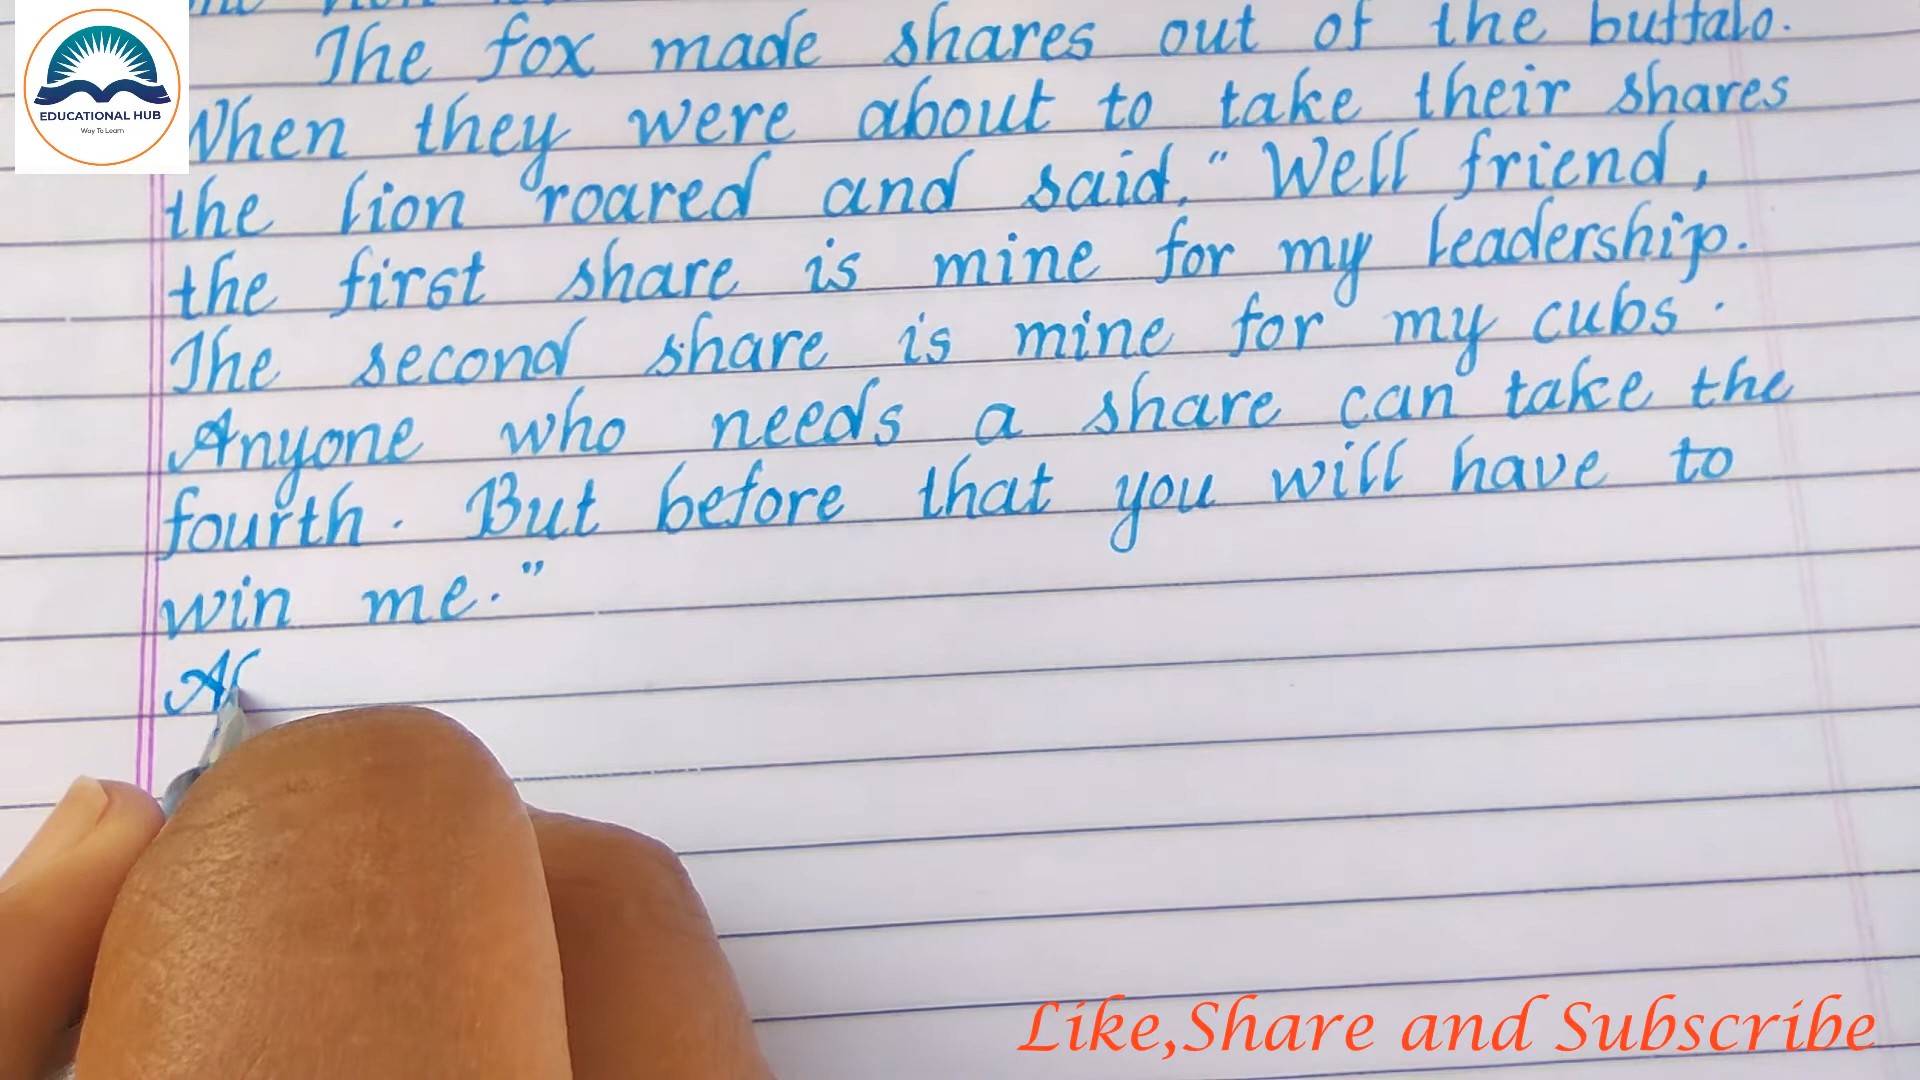 EDUCATIONAL HUB
Way To Learn
The fox made shares out of the buffalo.
When they were about to take their shares
the lion roared and said. "Well friend,
the first share is mine for my leadership.
The second share is mine for my cubs.
Anyone who needs a share can take the
fourth. But before that you will have to
win me."
Like,Share and Subscribe